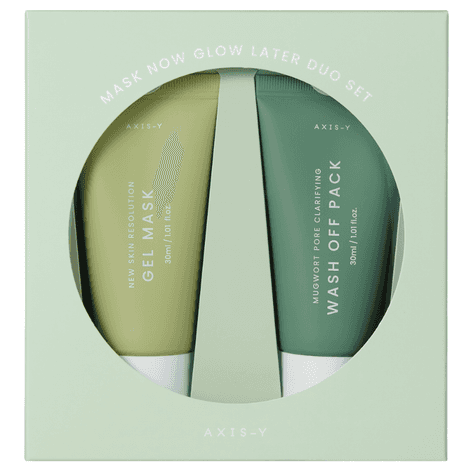 MASK NOW GLOW LATER DUO SET
AXIS-Y
NEW SKIN RESOLUTION
GEL MASK
30ml / 1.01 fl.oz.
AXIS-Y
MUGWORT PORE CLARIFYING
WASH OFF PACK
30ml / 1.01 fl.oz.
AXIS-Y